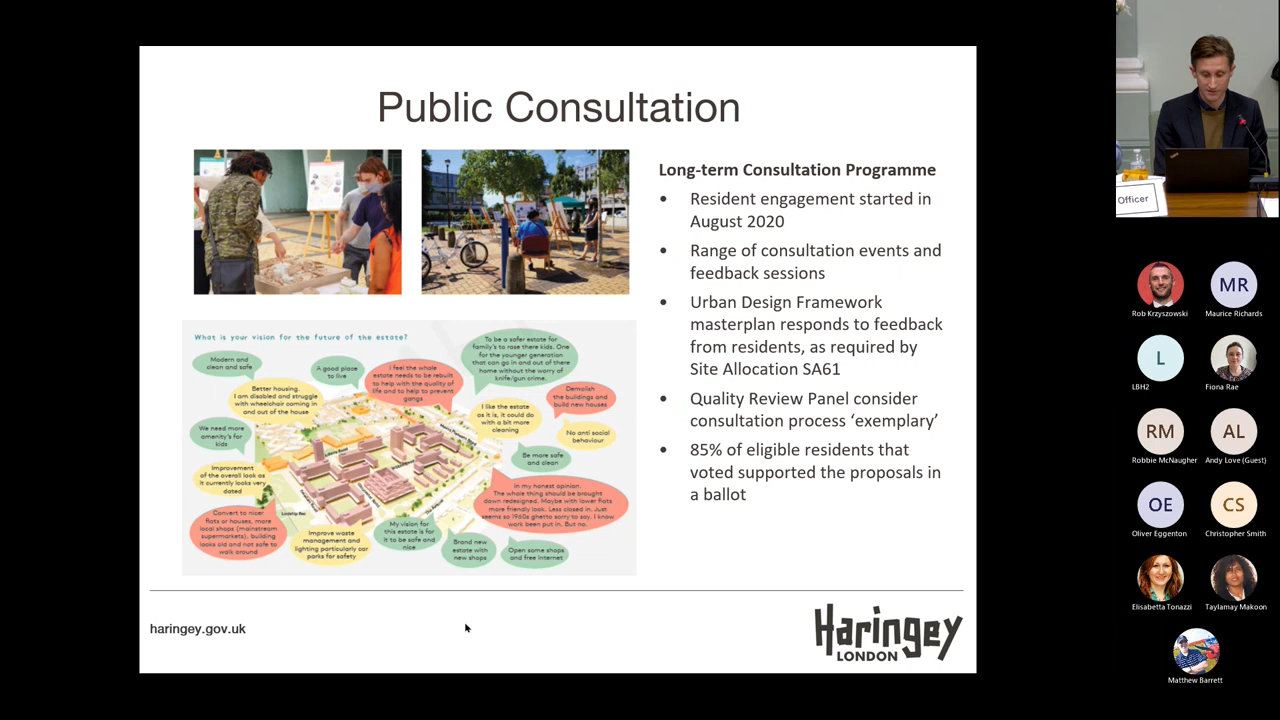 Public Consultation
Long-term Consultation Programme
• Resident engagement started in
August 2020
• Range of consultation events and
feedback sessions
• Urban Design Framework
masterplan responds to feedback
from residents, as required by
Site Allocation SA61
• Quality Review Panel consider
consultation process ‘exemplary’
• 85% of eligible residents that
voted supported the proposals in
a ballot
What is your vision for the future of the estate?
Modern and
clean and safe
A good place
to live
I feel the whole
estate needs to be rebuilt
to help with the quality of
life and to help to prevent
gangs
To be a safer estate for
family's to rase there kids. One
for the younger generation
that can go in and out of there
home without the worry of
knife/gun crime.
Better housing.
I am disabled and struggle
with wheelchair coming in
and out of the house
Demolish
the buildings and
build new houses
I like the estate
as it is, it could do
with a bit more
cleaning
We need more
amenity's for
kids
No anti social
behaviour
Be more safe
and clean
Improvement
of the overall look as
it currently looks very
dated
In my honest opinion.
The whole thing should be brought
down redesigned. Maybe with lower flats
more friendly look. Less closed in. Just
seems so 1960s ghetto sorry to say. I know
work been put in. But no.
Convert to nicer
flats or houses, more
local shops (mainstream
supermarkets), building
looks old and not safe to
walk around
Improve waste
management and
lighting particularly car
parks for safety
My vision for
this estate is for
it to be safe and
nice
Brand new
estate with
new shops
Open some shops
and free internet
haringey.gov.uk
Haringey
LONDON
Officer
MR
Rob Krzyszowski
Maurice Richards
L
LBH2
Fiona Rae
RM
AL
Robbie McNaugher
Andy Love (Guest)
OE
CS
Oliver Eggenton
Christopher Smith
Elisabetta Tonazzi
Taylamay Makoon
Matthew Barrett